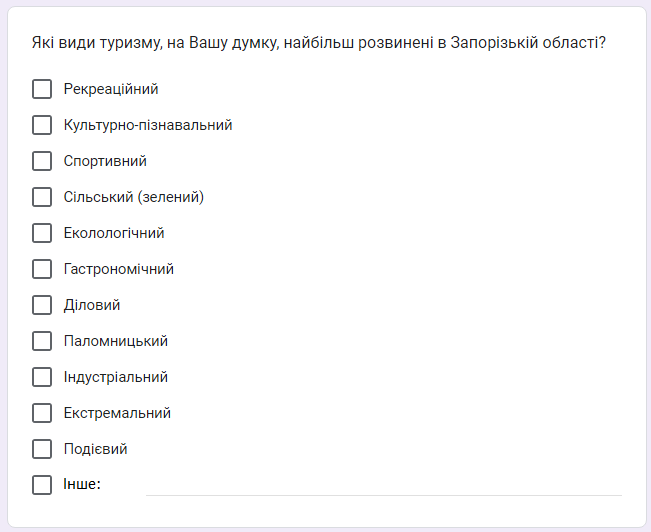 Які види туризму, на Вашу думку, найбільш розвинені в Запорізькій області?
Рекреаційний
Культурно-пізнавальний
Спортивний
Сільський (зелений)
Еколологічний
Гастрономічний
Діловий
Паломницький
Індустріальний
Екстремальний
Подієвий
Інше: